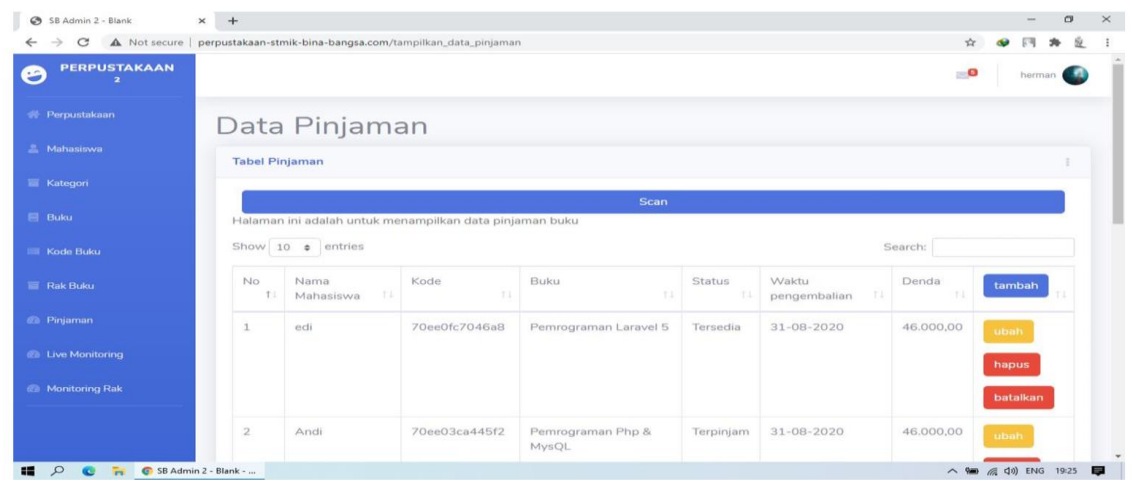 SB Admin 2 - Blank
Not secure | perpustakaan-stmik-bina-bangsa.com/tampilkan_data_pinjaman
PERPUSTAKAAN 2
herman
Perpustakaan
Mahasiswa
Kategori
Buku
Kode Buku
Rak Buku
Pinjaman
Live Monitoring
Monitoring Rak
Data Pinjaman
Tabel Pinjaman
Scan
Halaman ini adalah untuk menampilkan data pinjaman buku
Show 10 entries
Search:
No Nama Mahasiswa Kode Buku Status Waktu pengembalian Denda tambah
1 edi 70ee0fc7046a8 Pemrograman Laravel 5 Tersedia 31-08-2020 46.000,00 ubah
hapus
batalkan
2 Andi 70ee03ca445f2 Pemrograman Php & MysQL Terpinjam 31-08-2020 46.000,00 ubah
SB Admin 2 - Blank - ...
ENG 19:25